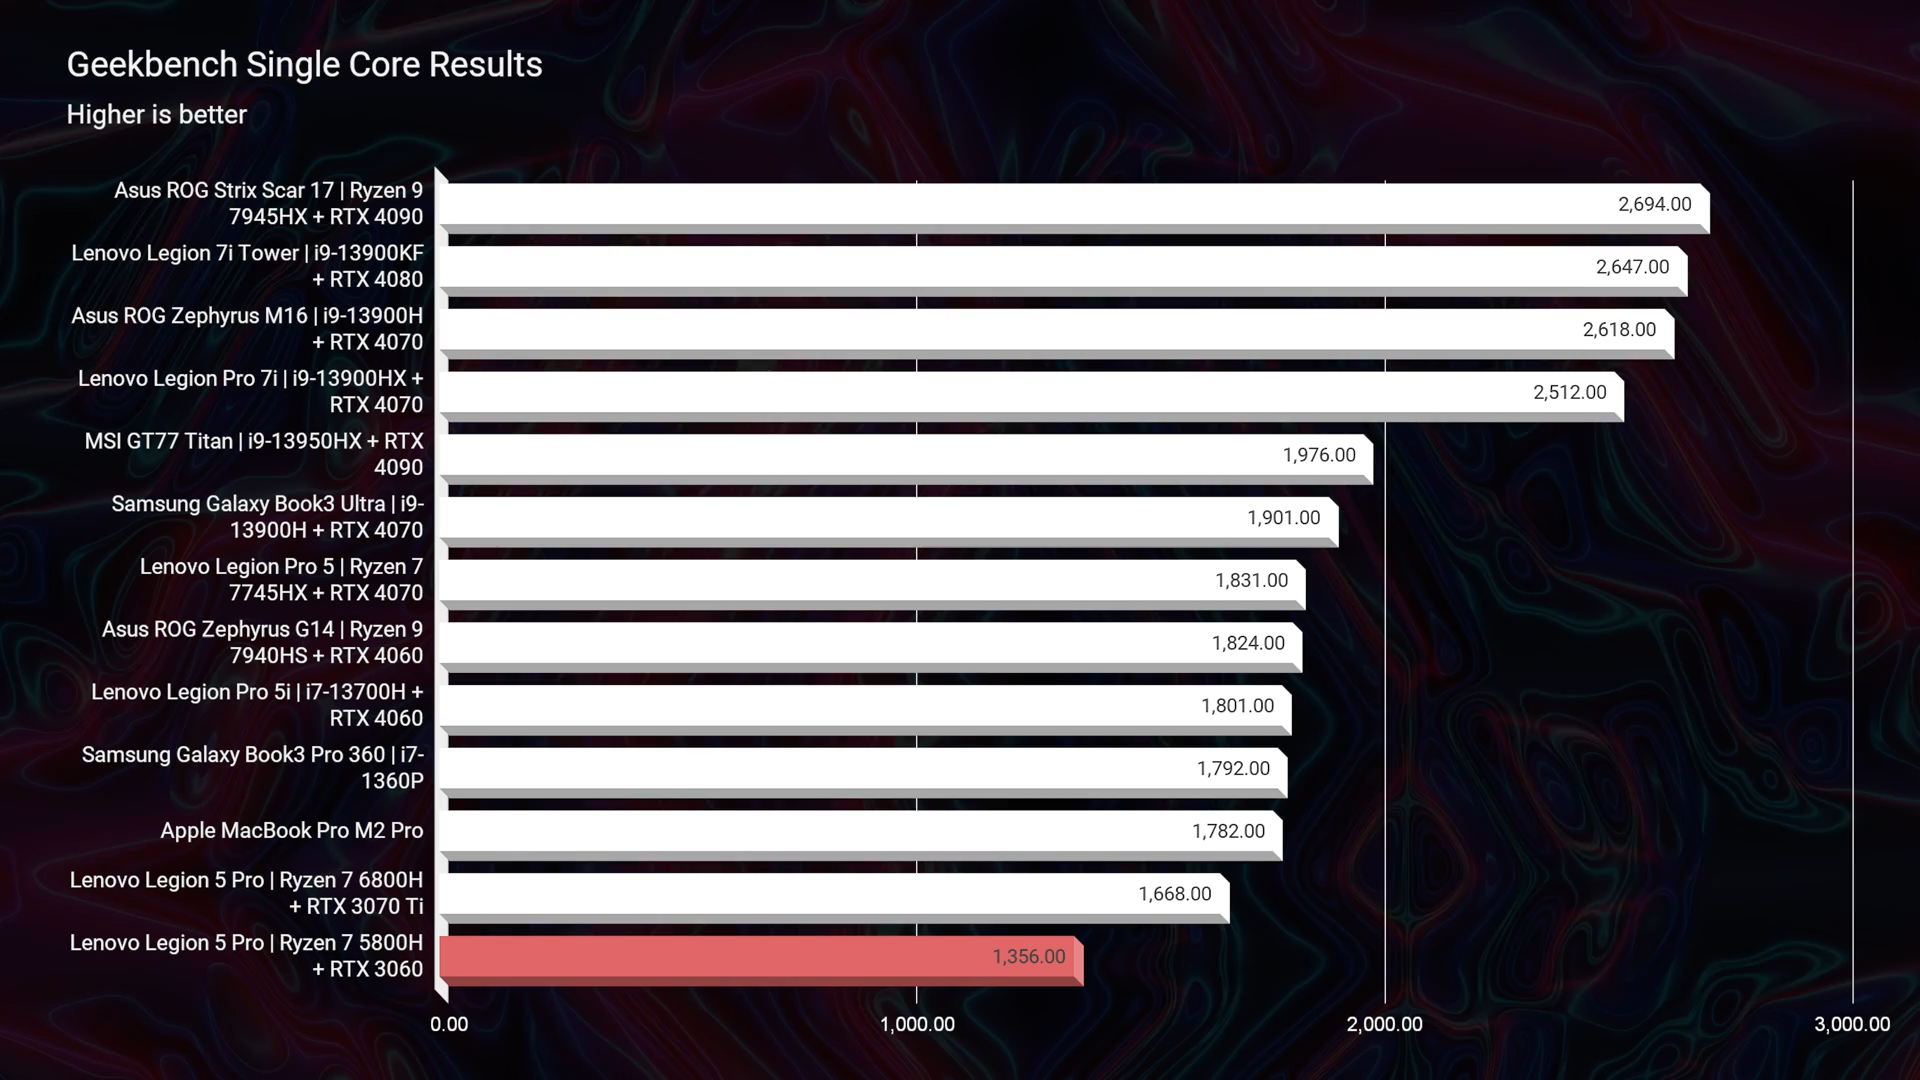 Geekbench Single Core Results
Higher is better
Asus ROG Strix Scar 17 | Ryzen 9
7945HX + RTX 4090
2,694.00
Lenovo Legion 7i Tower | i9-13900KF
+ RTX 4080
2,647.00
Asus ROG Zephyrus M16 | i9-13900H
+ RTX 4070
2,618.00
Lenovo Legion Pro 7i | i9-13900HX +
RTX 4070
2,512.00
MSI GT77 Titan | i9-13950HX + RTX
4090
1,976.00
Samsung Galaxy Book3 Ultra | i9-
13900H + RTX 4070
1,901.00
Lenovo Legion Pro 5 | Ryzen 7
7745HX + RTX 4070
1,831.00
Asus ROG Zephyrus G14 | Ryzen 9
7940HS + RTX 4060
1,824.00
Lenovo Legion Pro 5i | i7-13700H +
RTX 4060
1,801.00
Samsung Galaxy Book3 Pro 360 | i7-
1360P
1,792.00
Apple MacBook Pro M2 Pro
1,782.00
Lenovo Legion 5 Pro | Ryzen 7 6800H
+ RTX 3070 Ti
1,668.00
Lenovo Legion 5 Pro | Ryzen 7 5800H
+ RTX 3060
1,356.00
0.00
1,000.00
2,000.00
3,000.00